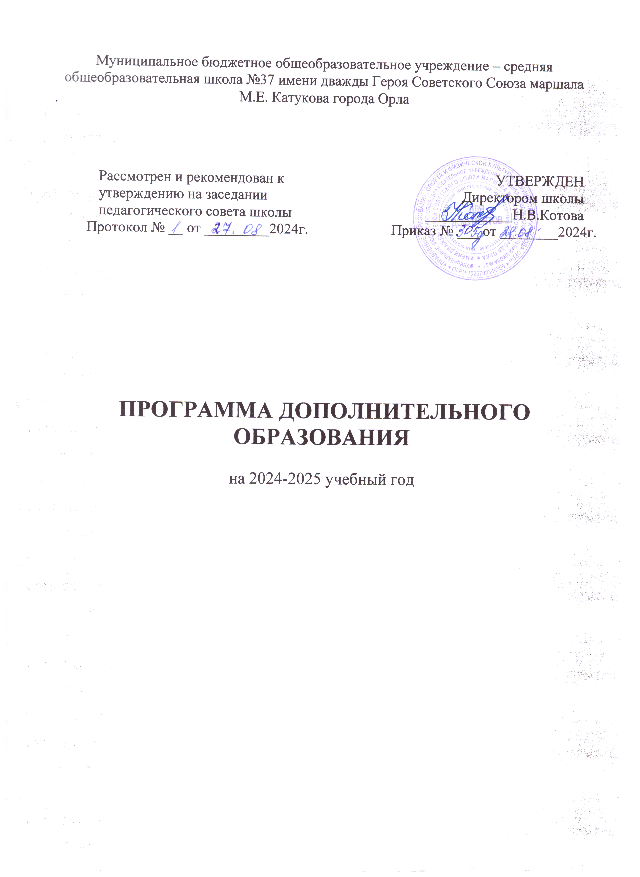 Муниципальное бюджетное общеобразовательное учреждение – средняя
общеобразовательная школа №37 имени дважды Героя Советского Союза маршала
М.Е. Катукова города Орла
Рассмотрен и рекомендован к
утверждению на заседании
педагогического совета школы
Протокол № 1 от 27.08 2024г.
УТВЕРЖДЕН
Директором школы
Н.В.Котова
Приказ № от 28.08 2024г.
ПРОГРАММА ДОПОЛНИТЕЛЬНОГО
ОБРАЗОВАНИЯ
на 2024-2025 учебный год